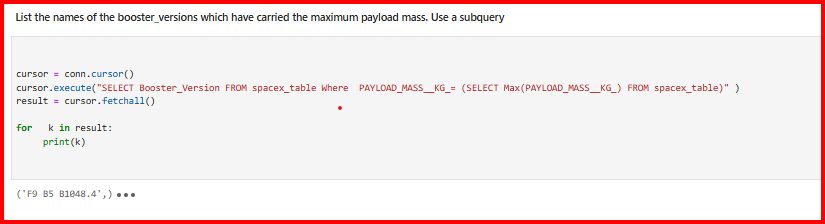 List the names of the booster_versions which have carried the maximum payload mass. Use a subquery
cursor = conn.cursor()
cursor.execute("SELECT Booster_Version FROM spacex_table Where  PAYLOAD_MASS__KG_= (SELECT Max(PAYLOAD_MASS__KG_) FROM spacex_table)" )
result = cursor.fetchall()
for   k in result:
    print(k)
('F9 B5 B1048.4',) •••